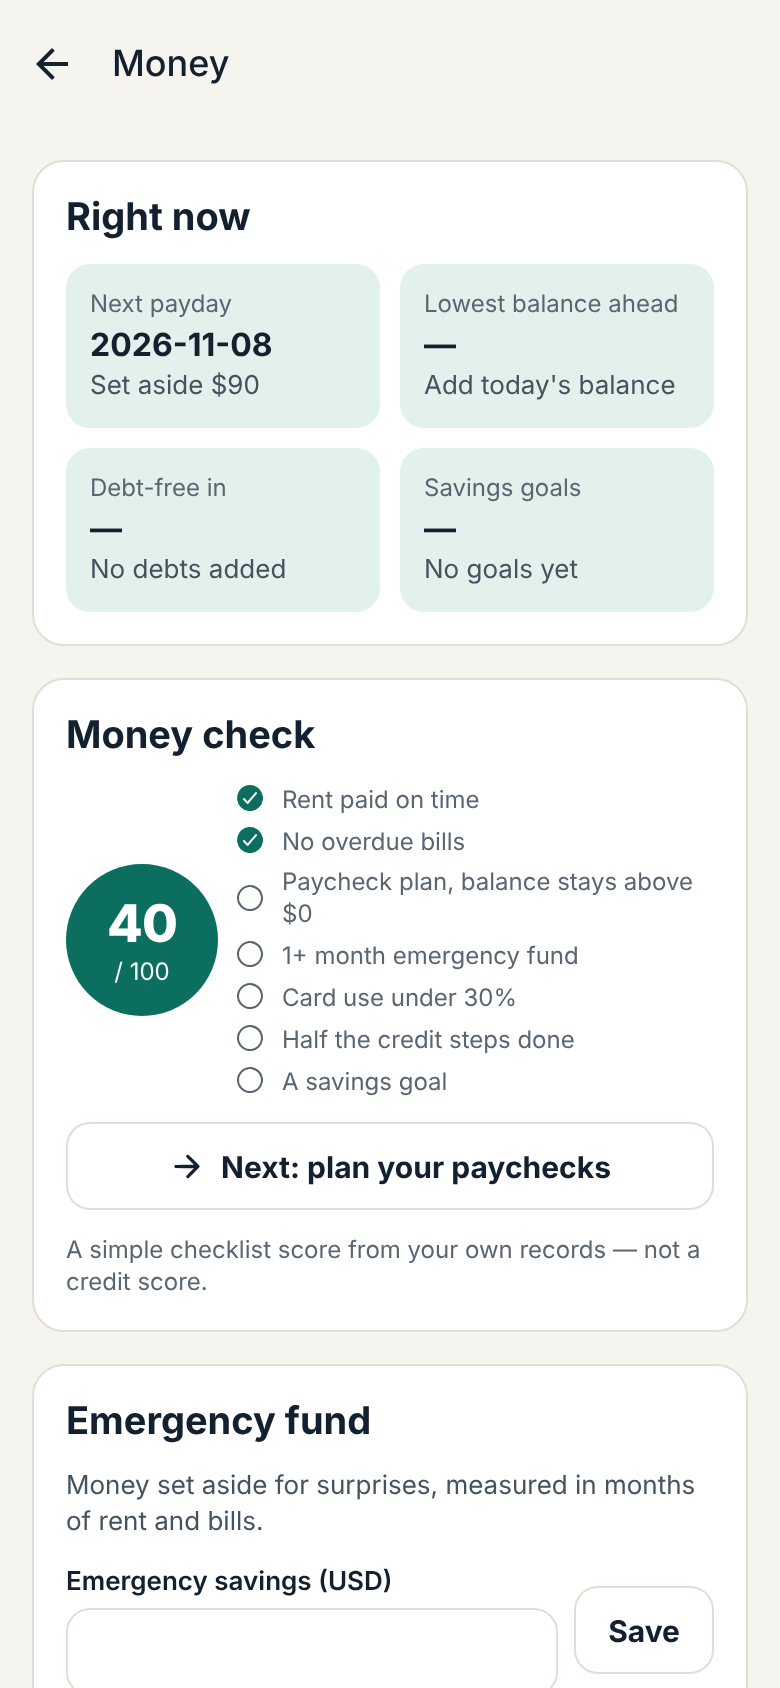 Money
Right now
Next payday
2026-11-08
Set aside $90
Lowest balance ahead
—
Add today's balance
Debt-free in
—
No debts added
Savings goals
—
No goals yet
Money check
40
/ 100
Rent paid on time
No overdue bills
Paycheck plan, balance stays above
$0
1+ month emergency fund
Card use under 30%
Half the credit steps done
A savings goal
Next: plan your paychecks
A simple checklist score from your own records — not a
credit score.
Emergency fund
Money set aside for surprises, measured in months
of rent and bills.
Emergency savings (USD)
Save